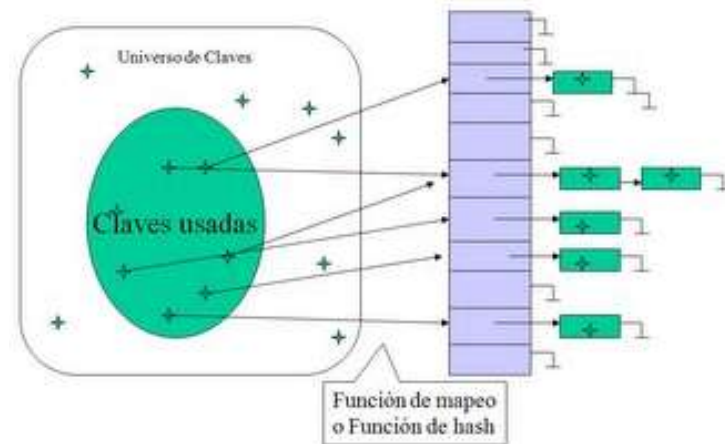 Universo de Claves
Claves usadas
Función de mapeo
o Función de hash